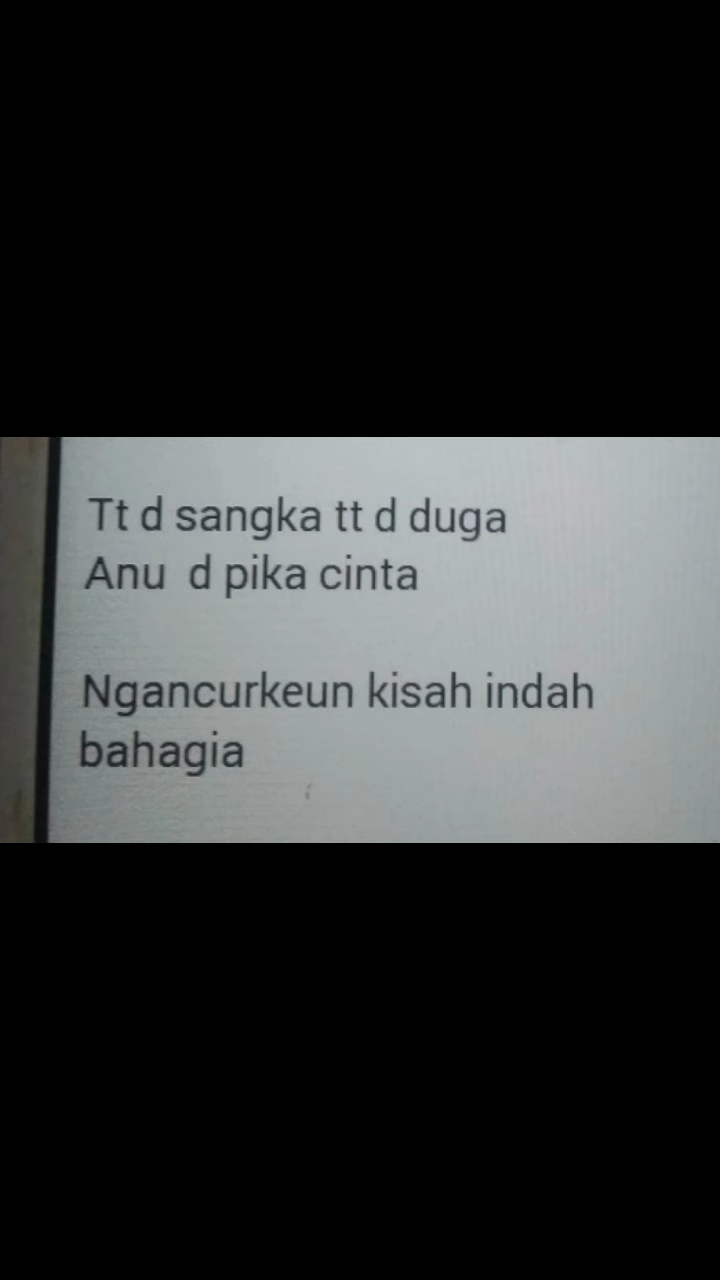 Tt d sangka tt d duga
Anu d pika cinta
Ngancurkeun kisah indah
bahagia